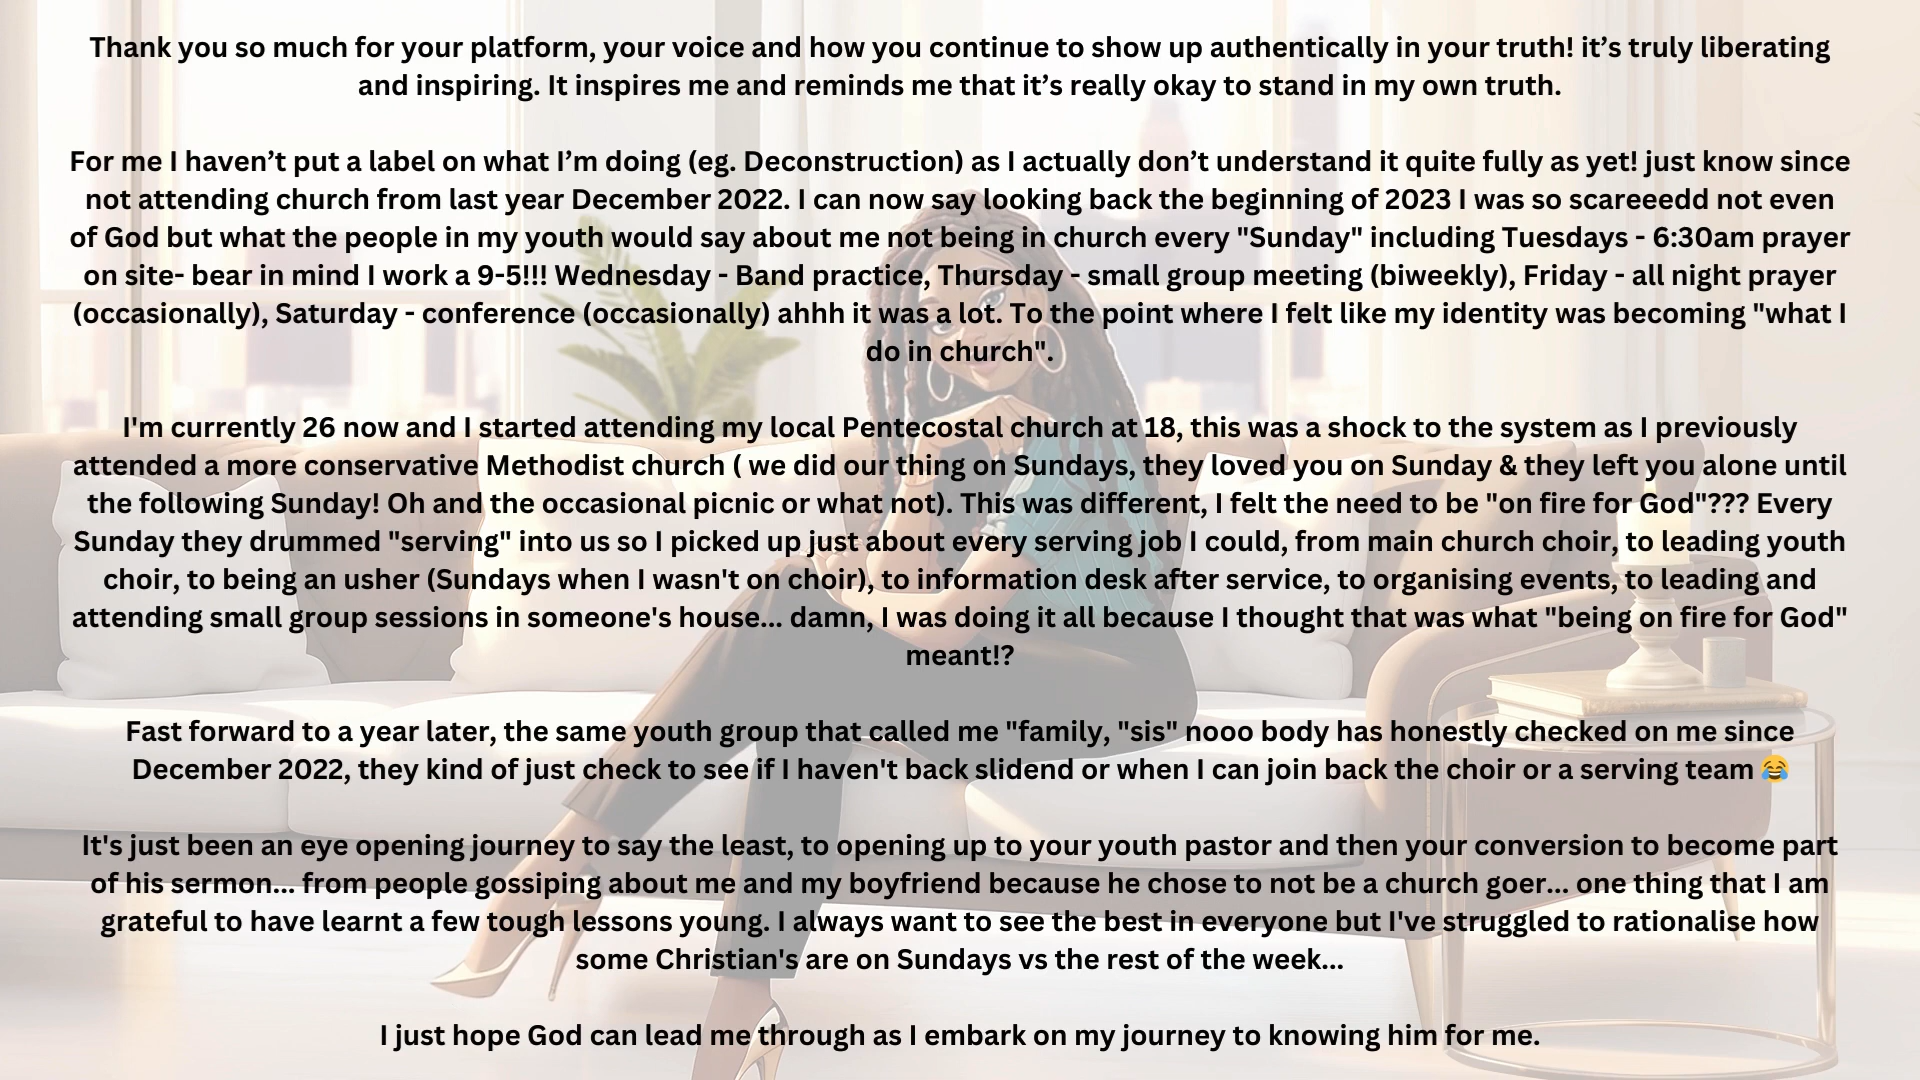 Thank you so much for your platform, your voice and how you continue to show up authentically in your truth! it’s truly liberating
and inspiring. It inspires me and reminds me that it’s really okay to stand in my own truth.
For me I haven’t put a label on what I’m doing (eg. Deconstruction) as I actually don’t understand it quite fully as yet! just know since
not attending church from last year December 2022. I can now say looking back the beginning of 2023 I was so scareeedd not even
of God but what the people in my youth would say about me not being in church every "Sunday" including Tuesdays - 6:30am prayer
on site- bear in mind I work a 9-5!!! Wednesday - Band practice, Thursday - small group meeting (biweekly), Friday - all night prayer
(occasionally), Saturday - conference (occasionally) ahhh it was a lot. To the point where I felt like my identity was becoming "what I
do in church".
I'm currently 26 now and I started attending my local Pentecostal church at 18, this was a shock to the system as I previously
attended a more conservative Methodist church ( we did our thing on Sundays, they loved you on Sunday & they left you alone until
the following Sunday! Oh and the occasional picnic or what not). This was different, I felt the need to be "on fire for God"??? Every
Sunday they drummed "serving" into us so I picked up just about every serving job I could, from main church choir, to leading youth
choir, to being an usher (Sundays when I wasn't on choir), to information desk after service, to organising events, to leading and
attending small group sessions in someone's house... damn, I was doing it all because I thought that was what "being on fire for God"
meant!?
Fast forward to a year later, the same youth group that called me "family, "sis" nooo body has honestly checked on me since
December 2022, they kind of just check to see if I haven't back slidend or when I can join back the choir or a serving team 😂
It's just been an eye opening journey to say the least, to opening up to your youth pastor and then your conversion to become part
of his sermon... from people gossiping about me and my boyfriend because he chose to not be a church goer... one thing that I am
grateful to have learnt a few tough lessons young. I always want to see the best in everyone but I've struggled to rationalise how
some Christian's are on Sundays vs the rest of the week...
I just hope God can lead me through as I embark on my journey to knowing him for me.